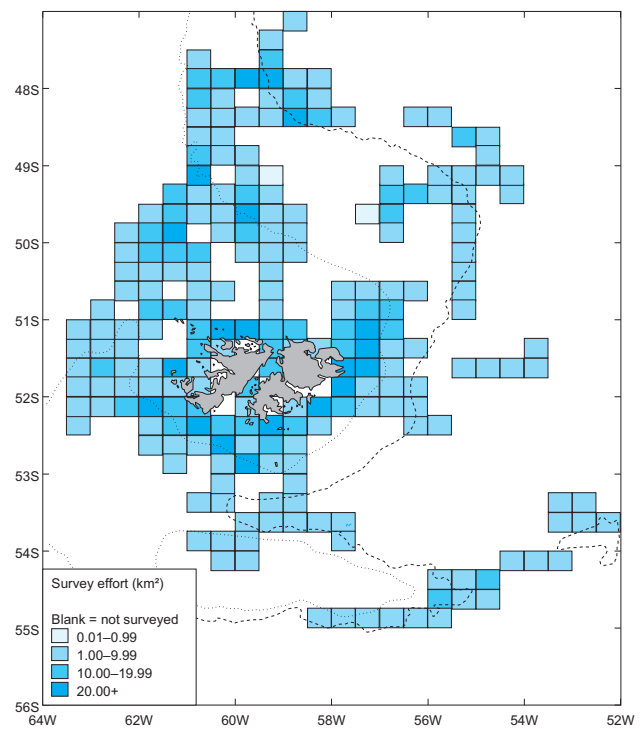 48S
49S
50S
51S
52S
53S
54S
55S
56S
Survey effort (km²)
Blank = not surveyed
0.01–0.99
1.00–9.99
10.00–19.99
20.00+
64W 62W 60W 58W 56W 54W 52W